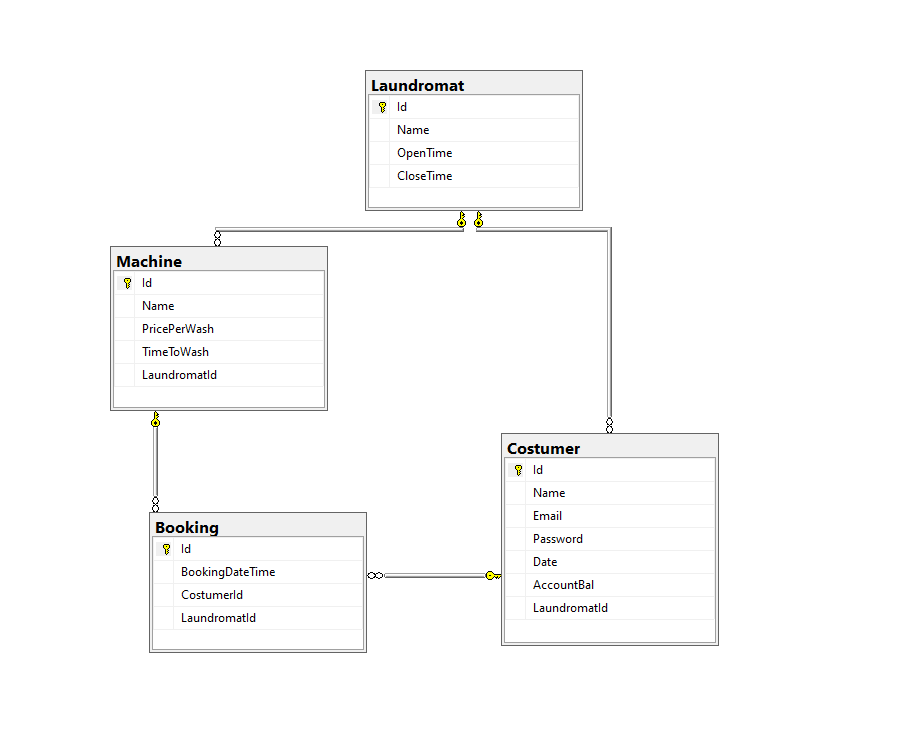 Laundromat
Id
Name
OpenTime
CloseTime
Machine
Id
Name
PricePerWash
TimeToWash
LaundromatId
Costumer
Id
Name
Email
Password
Date
AccountBal
LaundromatId
Booking
Id
BookingDateTime
CostumerId
LaundromatId